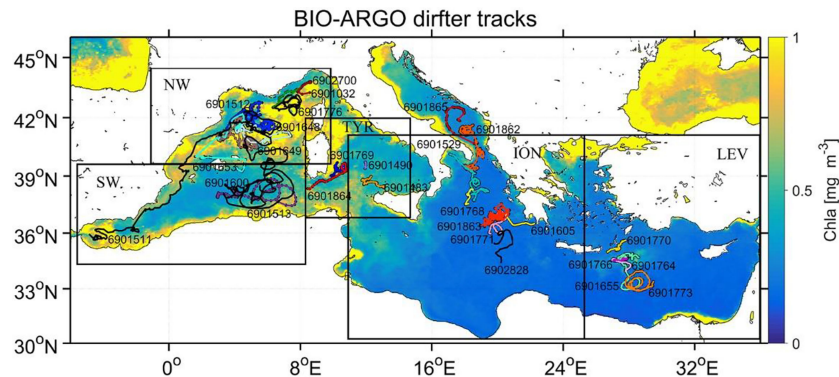 BIO-ARGO dirfter tracks
45°N
42°N
39°N
36°N
33°N
30°N
0°
8°E
16°E
24°E
32°E
NW
SW
TYR
ION
LEV
6902700
6901032
6901512
6901776
6901648
6901649
6901653
6901600
6901513
6901511
6901769
6901490
6901483
6901864
6901865
6901862
6901529
6901768
6901863
6901771
6901605
6902828
6901770
6901766
6901764
6901655
6901773
1
0.5
0
Chla [mg m⁻³]